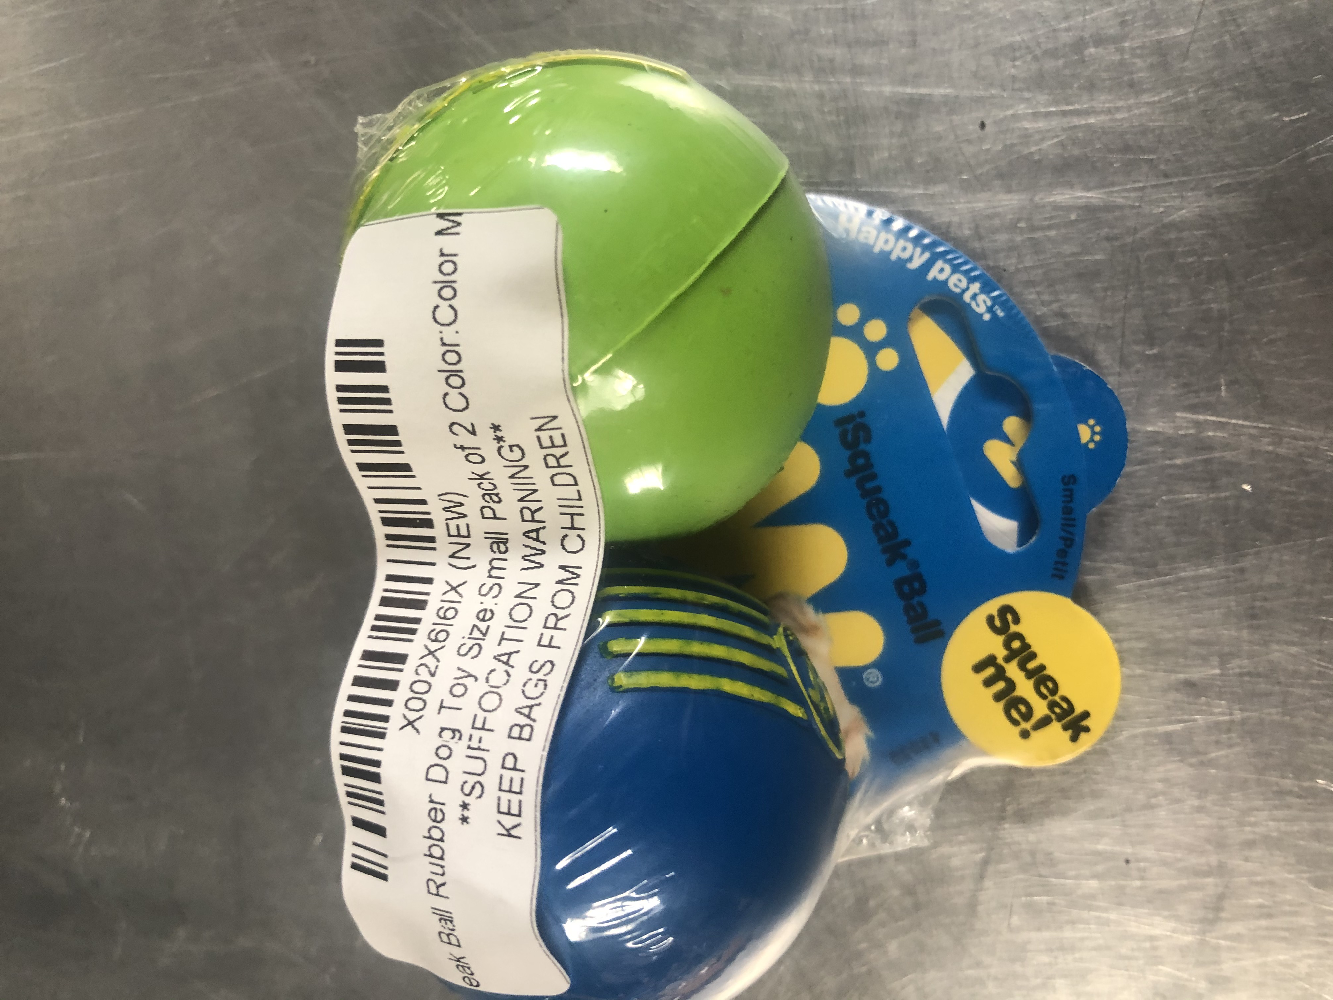 X002X6I6IX (NEW)
eak Ball Rubber Dog Toy Size:Small Pack of 2 Color:Color M
**SUFFOCATION WARNING**
KEEP BAGS FROM CHILDREN
Happy pets.™
iSqueak® Ball
®
Small/Petit
Squeak
me!